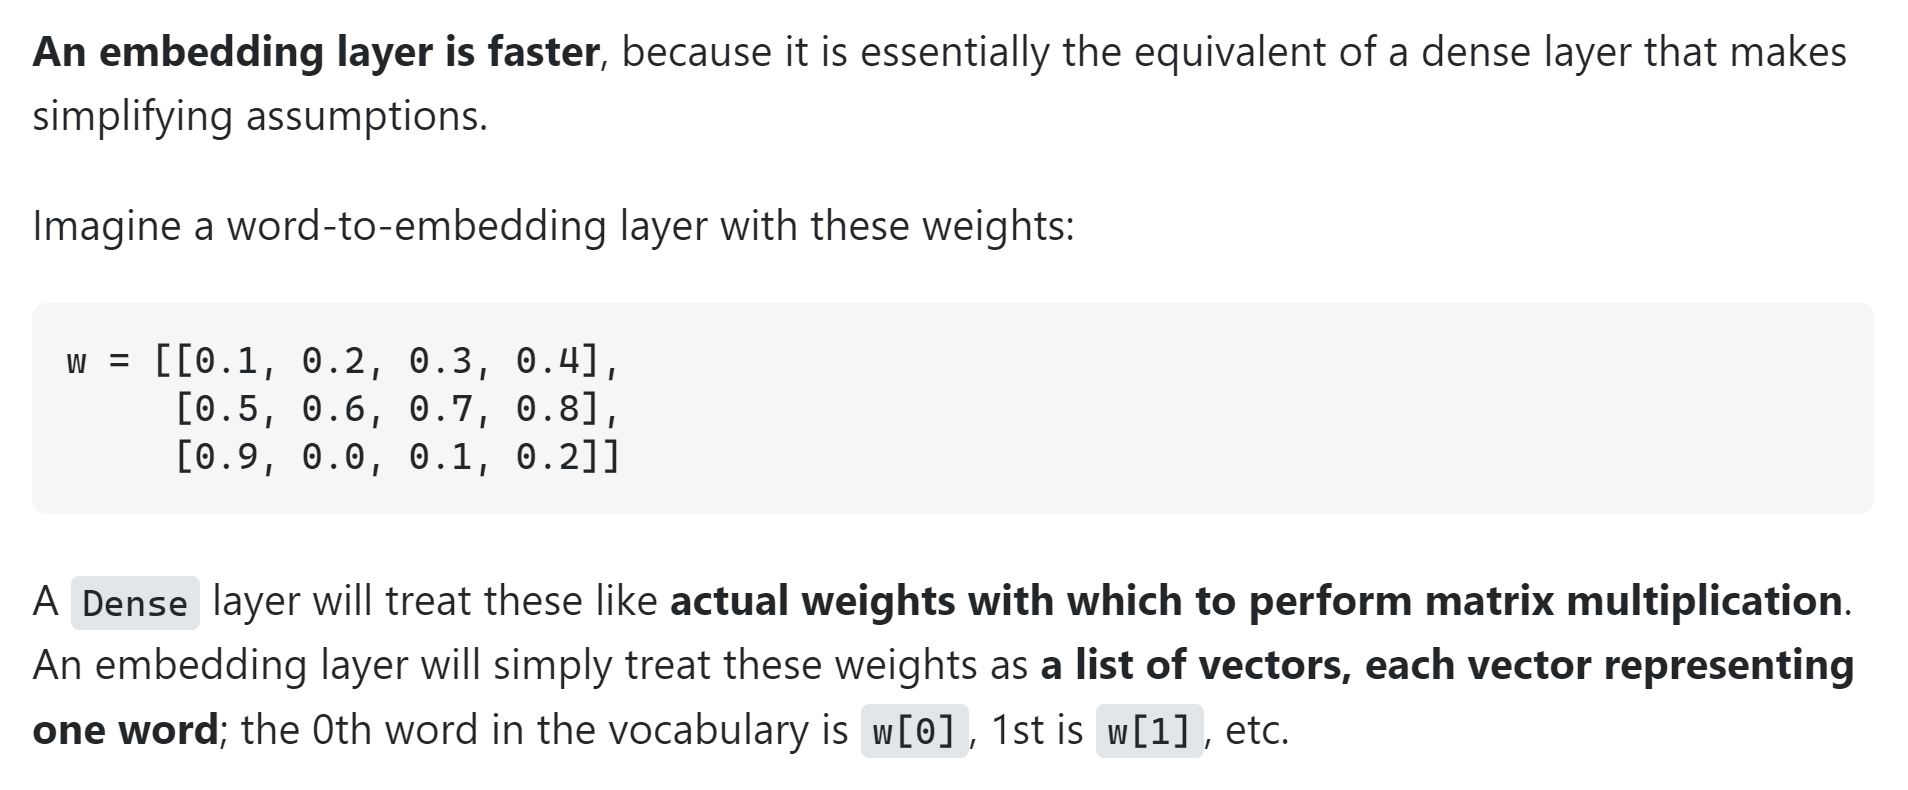 An embedding layer is faster, because it is essentially the equivalent of a dense layer that makes
simplifying assumptions.
Imagine a word-to-embedding layer with these weights:
w = [[0.1, 0.2, 0.3, 0.4],
     [0.5, 0.6, 0.7, 0.8],
     [0.9, 0.0, 0.1, 0.2]]
A Dense layer will treat these like actual weights with which to perform matrix multiplication.
An embedding layer will simply treat these weights as a list of vectors, each vector representing
one word; the 0th word in the vocabulary is w[0], 1st is w[1], etc.